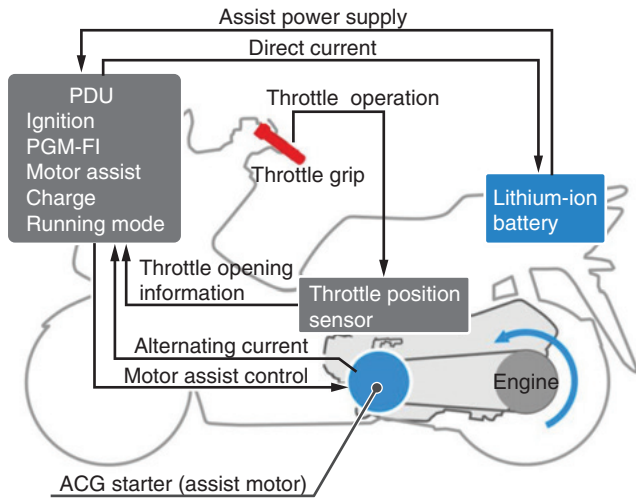 Assist power supply
Direct current
PDU
Ignition
PGM-FI
Motor assist
Charge
Running mode
Throttle operation
Throttle grip
Lithium-ion
battery
Throttle opening
information
Throttle position
sensor
Alternating current
Motor assist control
Engine
ACG starter (assist motor)